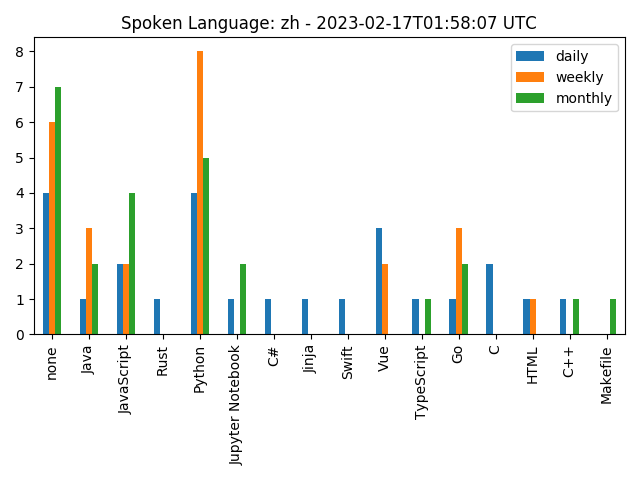 Spoken Language: zh - 2023-02-17T01:58:07 UTC
daily
weekly
monthly
8
7
6
5
4
3
2
1
0
none
Java
JavaScript
Rust
Python
Jupyter Notebook
C#
Jinja
Swift
Vue
TypeScript
Go
C
HTML
C++
Makefile